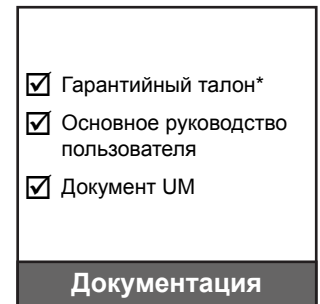 Гарантийный талон*
Основное руководство
пользователя
Документ UM
Документация